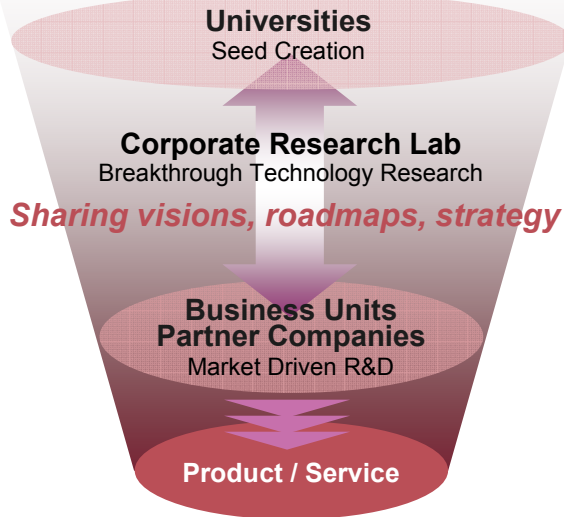 Universities
Seed Creation
Corporate Research Lab
Breakthrough Technology Research
Sharing visions, roadmaps, strategy
Business Units
Partner Companies
Market Driven R&D
Product / Service